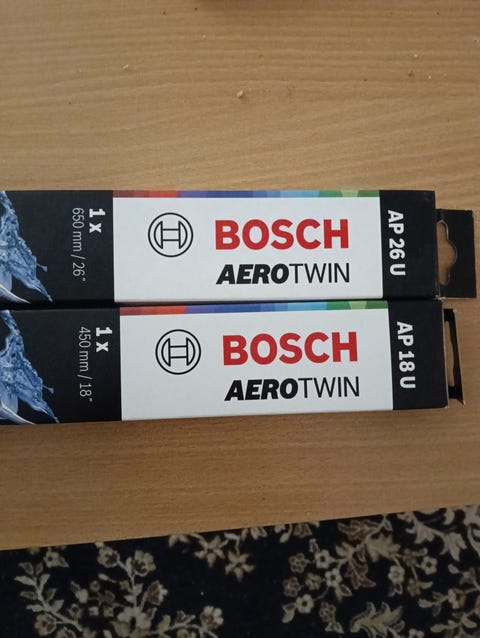 1 x
650 mm / 26"
BOSCH
AEROTWIN
AP 26 U
1 x
450 mm / 18"
BOSCH
AEROTWIN
AP 18 U